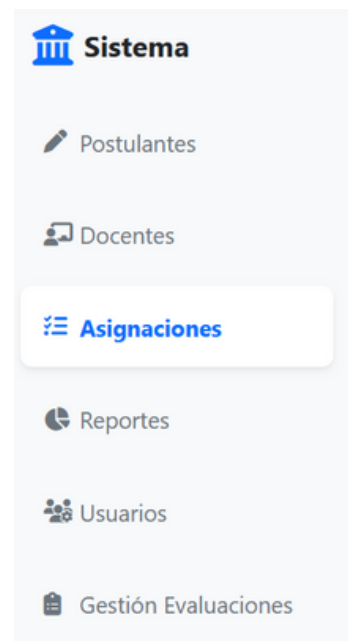 Sistema
Postulantes
Docentes
Asignaciones
Reportes
Usuarios
Gestión Evaluaciones